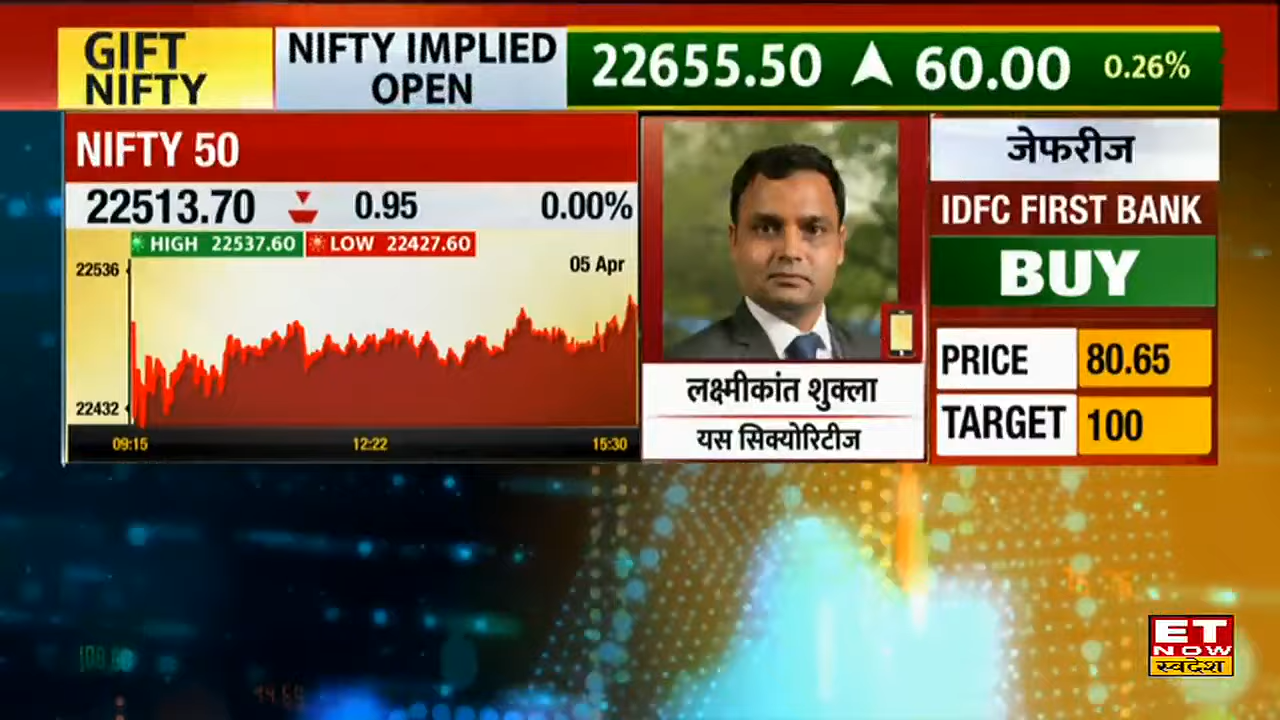 GIFT
NIFTY
NIFTY IMPLIED
OPEN
22655.50 60.00 0.26%
NIFTY 50
22513.70 0.95 0.00%
HIGH 22537.60 LOW 22427.60
05 Apr
22536
22432
09:15 12:22 15:30
लक्ष्मीकांत शुक्ला
यस सिक्योरिटीज
जेफरीज
IDFC FIRST BANK
BUY
PRICE 80.65
TARGET 100
ET
NOW
स्वदेश